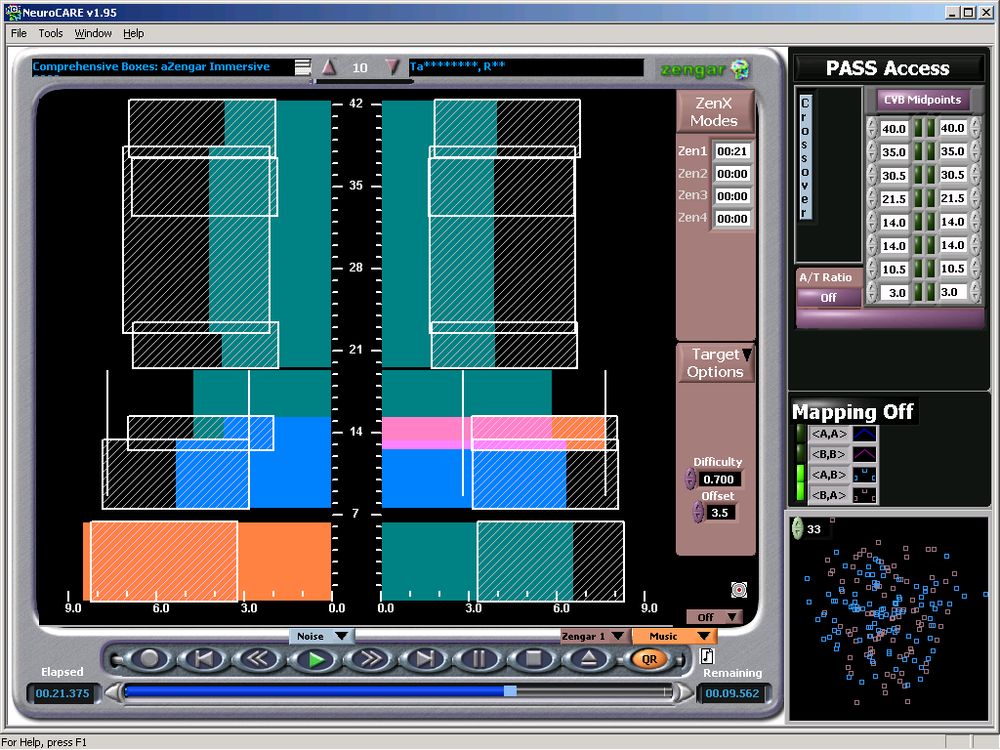 NeuroCARE v1.95
File Tools Window Help
Comprehensive Boxes: aZengar Immersive
10
Ta********, R**
zengar
42
35
28
21
14
7
9.0 6.0 3.0 0.0 0.0 3.0 6.0 9.0
ZenX
Modes
Zen1 00:21
Zen2 00:00
Zen3 00:00
Zen4 00:00
Target
Options
Difficulty
0.700
Offset
3.5
Off
Noise
Zengar 1
Music
QR
Elapsed
00.21.375
Remaining
00.09.562
PASS Access
Crossover
CVB Midpoints
40.0 40.0
35.0 35.0
30.5 30.5
21.5 21.5
14.0 14.0
14.0 14.0
10.5 10.5
3.0 3.0
A/T Ratio
Off
Mapping Off
<A,A>
<B,B>
<A,B>
<B,A>
33
For Help, press F1